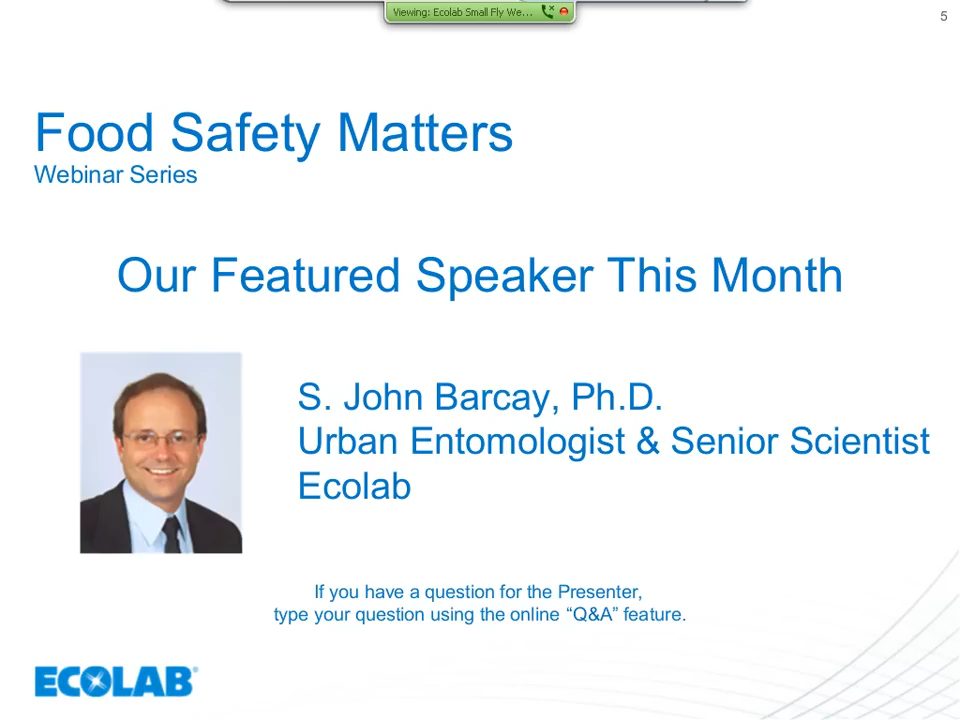 Viewing: Ecolab Small Fly We...
5
Food Safety Matters
Webinar Series
Our Featured Speaker This Month
S. John Barcay, Ph.D.
Urban Entomologist & Senior Scientist
Ecolab
If you have a question for the Presenter,
type your question using the online “Q&A” feature.
ECOLAB®